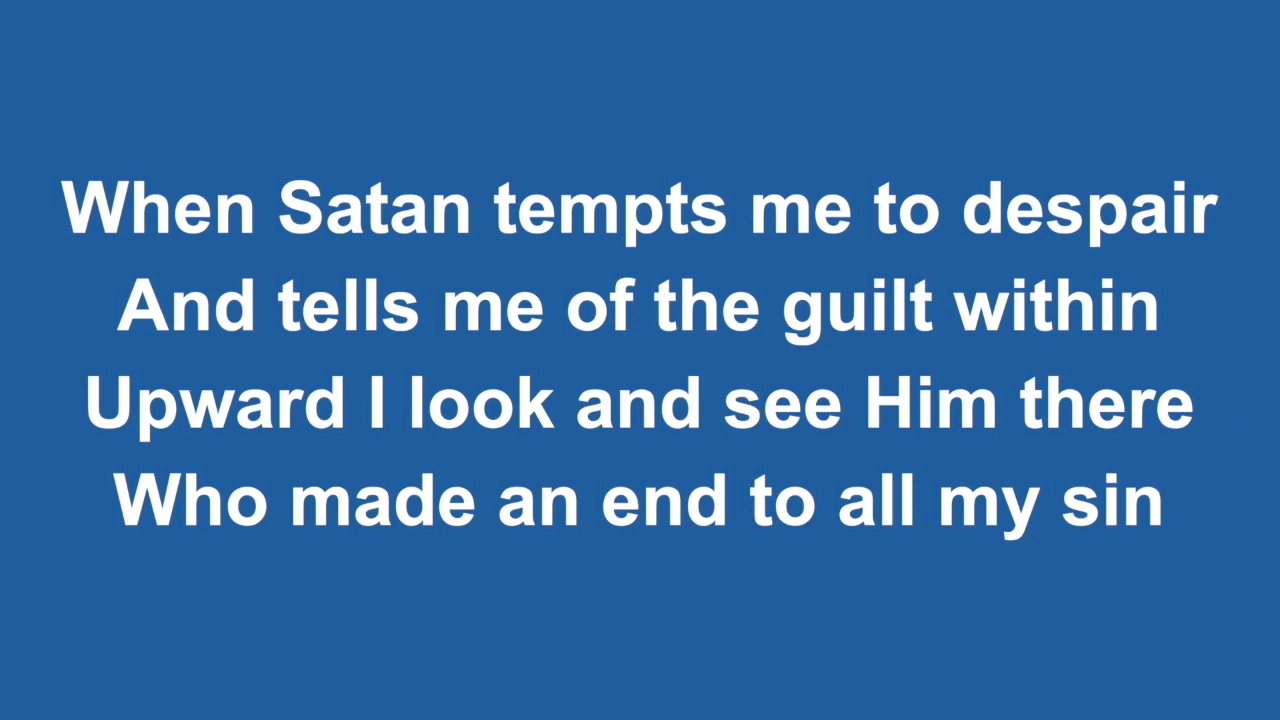 When Satan tempts me to despair
And tells me of the guilt within
Upward I look and see Him there
Who made an end to all my sin